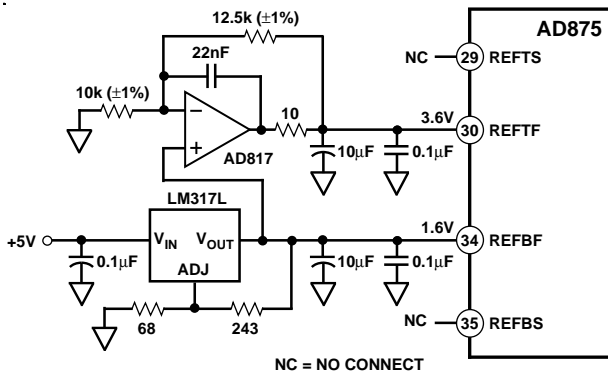 12.5k (±1%)
AD875
22nF
NC
29
REFTS
10k (±1%)
10
3.6V
30
REFTF
AD817
10µF
0.1µF
LM317L
+5V
VIN
VOUT
1.6V
34
REFBF
0.1µF
ADJ
10µF
0.1µF
68
243
NC
35
REFBS
NC = NO CONNECT